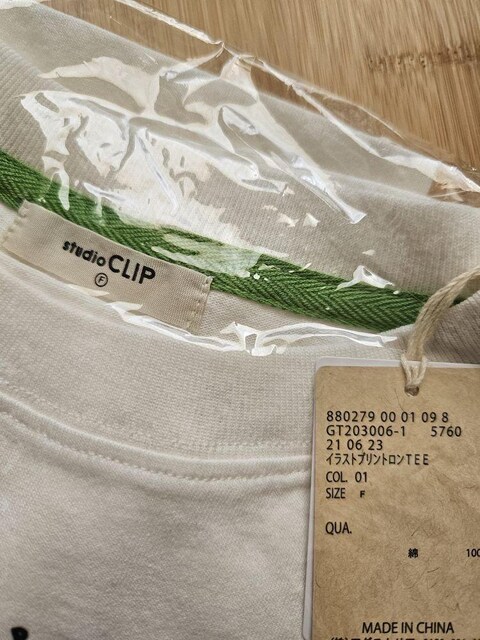 studio CLIP
F
880279 00 01 09 8
GT203006-1 5760
21 06 23
イラストプリントロンTEE
COL. 01
SIZE F
QUA.
綿 100
MADE IN CHINA